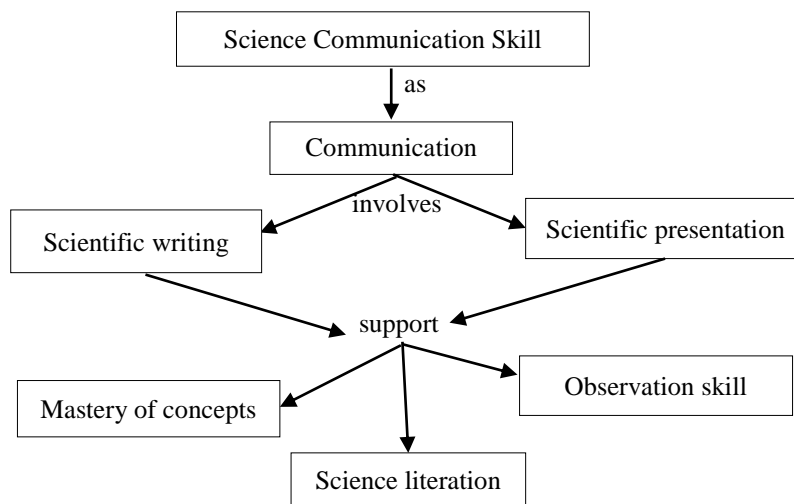 Science Communication Skill
as
Communication
involves
Scientific writing
Scientific presentation
support
Mastery of concepts
Observation skill
Science literation